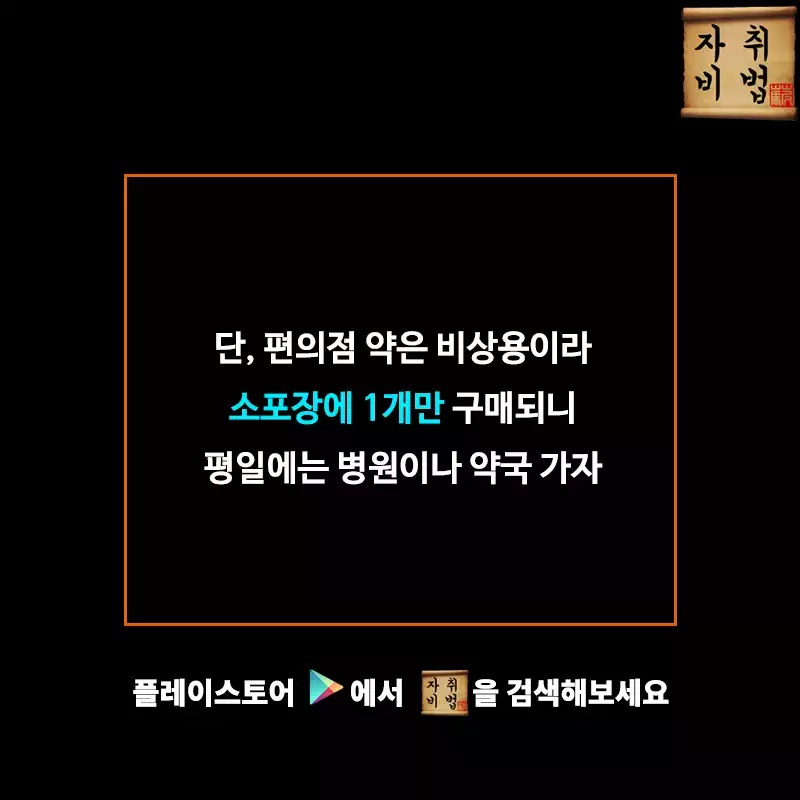 자취
비법
단, 편의점 약은 비상용이라
소포장에 1개만 구매되니
평일에는 병원이나 약국 가자
플레이스토어 에서 자취비법 을 검색해보세요